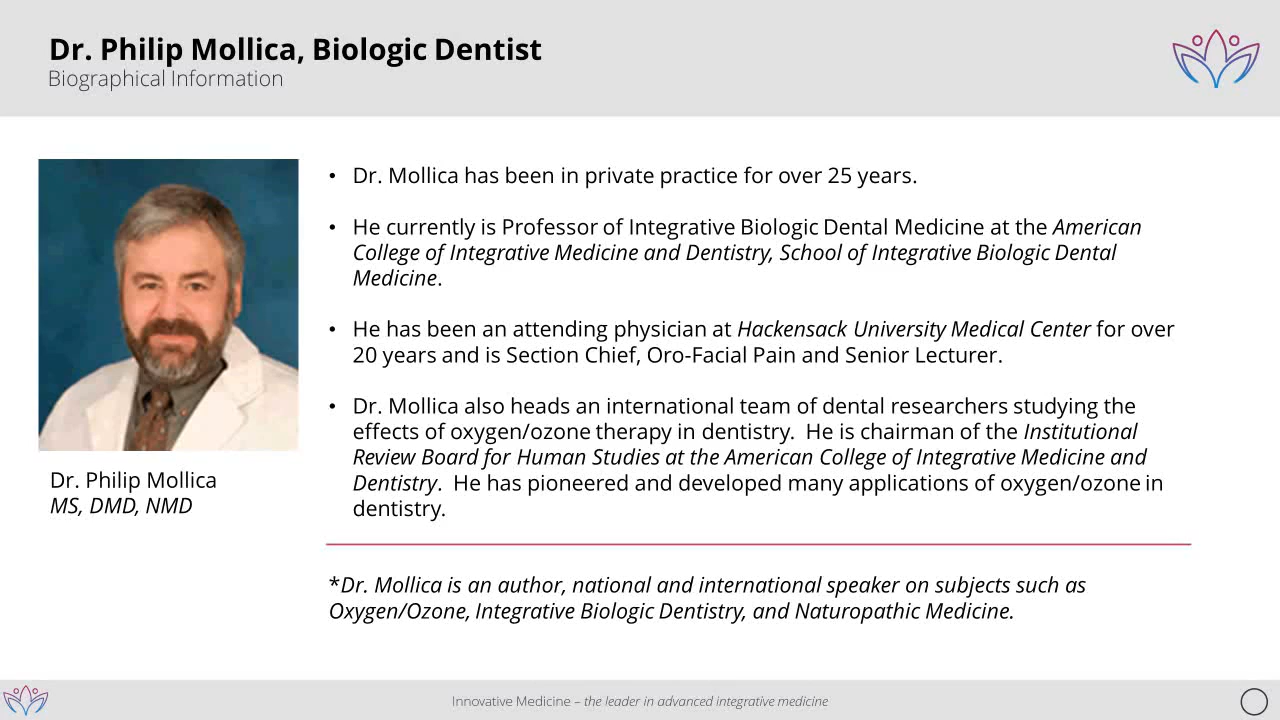 Dr. Philip Mollica, Biologic Dentist
Biographical Information
• Dr. Mollica has been in private practice for over 25 years.
• He currently is Professor of Integrative Biologic Dental Medicine at the American
College of Integrative Medicine and Dentistry, School of Integrative Biologic Dental
Medicine.
• He has been an attending physician at Hackensack University Medical Center for over
20 years and is Section Chief, Oro-Facial Pain and Senior Lecturer.
• Dr. Mollica also heads an international team of dental researchers studying the
effects of oxygen/ozone therapy in dentistry.  He is chairman of the Institutional
Review Board for Human Studies at the American College of Integrative Medicine and
Dentistry.  He has pioneered and developed many applications of oxygen/ozone in
dentistry.
Dr. Philip Mollica
MS, DMD, NMD
*Dr. Mollica is an author, national and international speaker on subjects such as
Oxygen/Ozone, Integrative Biologic Dentistry, and Naturopathic Medicine.
Innovative Medicine – the leader in advanced integrative medicine